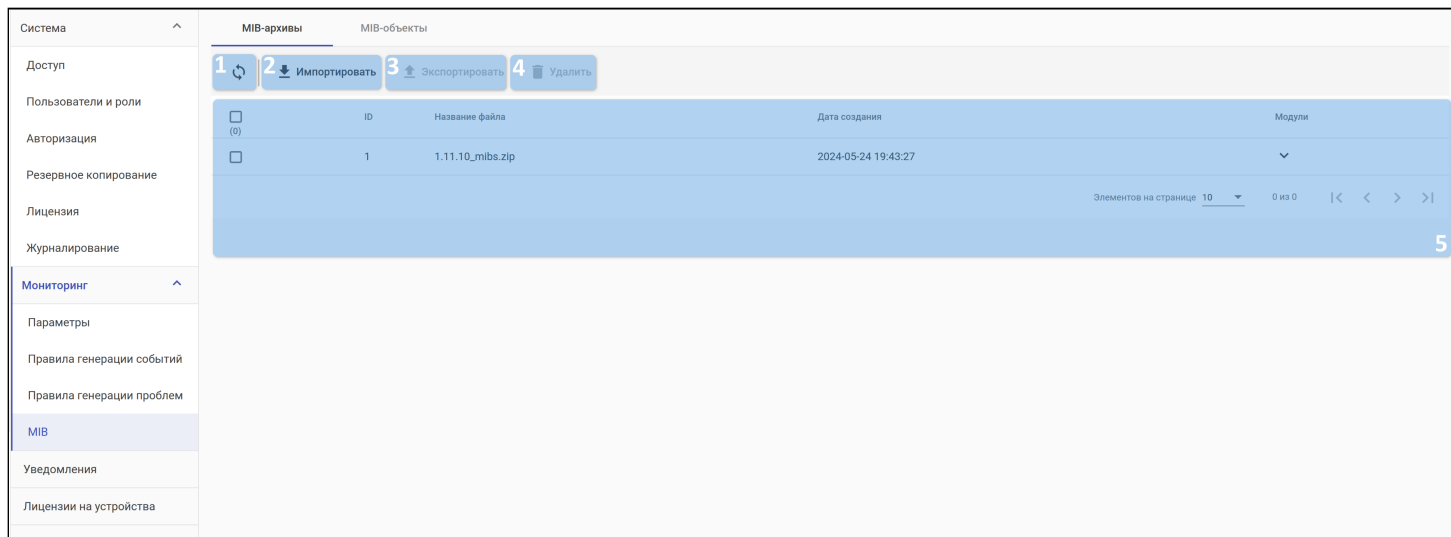 Система
Доступ
Пользователи и роли
Авторизация
Резервное копирование
Лицензия
Журналирование
Мониторинг
Параметры
Правила генерации событий
Правила генерации проблем
MIB
Уведомления
Лицензии на устройства
MIB-архивы MIB-объекты
1 2 Импортировать 3 Экспортировать 4 Удалить
(0) ID Название файла Дата создания Модули
1 1.11.10_mibs.zip 2024-05-24 19:43:27
Элементов на странице 10 0 из 0
5